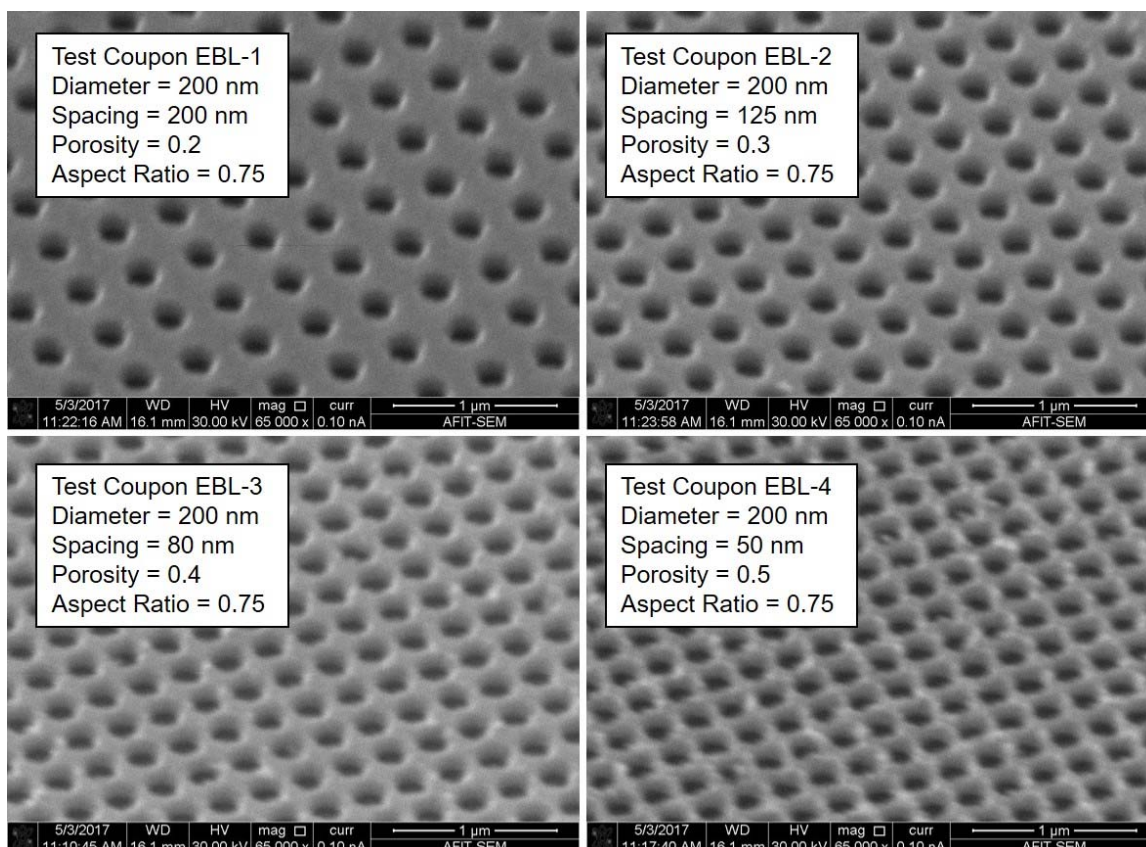 Test Coupon EBL-1
Diameter = 200 nm
Spacing = 200 nm
Porosity = 0.2
Aspect Ratio = 0.75
5/3/2017 WD HV mag curr 1 µm
11:22:16 AM 16.1 mm 30.00 kV 65 000 x 0.10 nA AFIT-SEM
Test Coupon EBL-2
Diameter = 200 nm
Spacing = 125 nm
Porosity = 0.3
Aspect Ratio = 0.75
5/3/2017 WD HV mag curr 1 µm
11:23:58 AM 16.1 mm 30.00 kV 65 000 x 0.10 nA AFIT-SEM
Test Coupon EBL-3
Diameter = 200 nm
Spacing = 80 nm
Porosity = 0.4
Aspect Ratio = 0.75
5/3/2017 WD HV mag curr 1 µm
11:10:45 AM 16.1 mm 30.00 kV 65 000 x 0.10 nA AFIT-SEM
Test Coupon EBL-4
Diameter = 200 nm
Spacing = 50 nm
Porosity = 0.5
Aspect Ratio = 0.75
5/3/2017 WD HV mag curr 1 µm
11:17:40 AM 16.1 mm 30.00 kV 65 000 x 0.10 nA AFIT-SEM